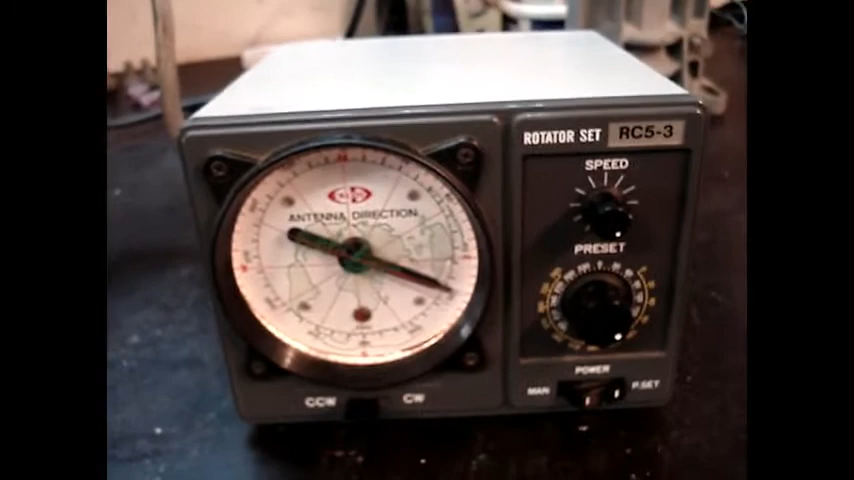 ROTATOR SET RC5-3
SPEED
ANTENNA DIRECTION
PRESET
POWER
MAN P.SET
CCW CW